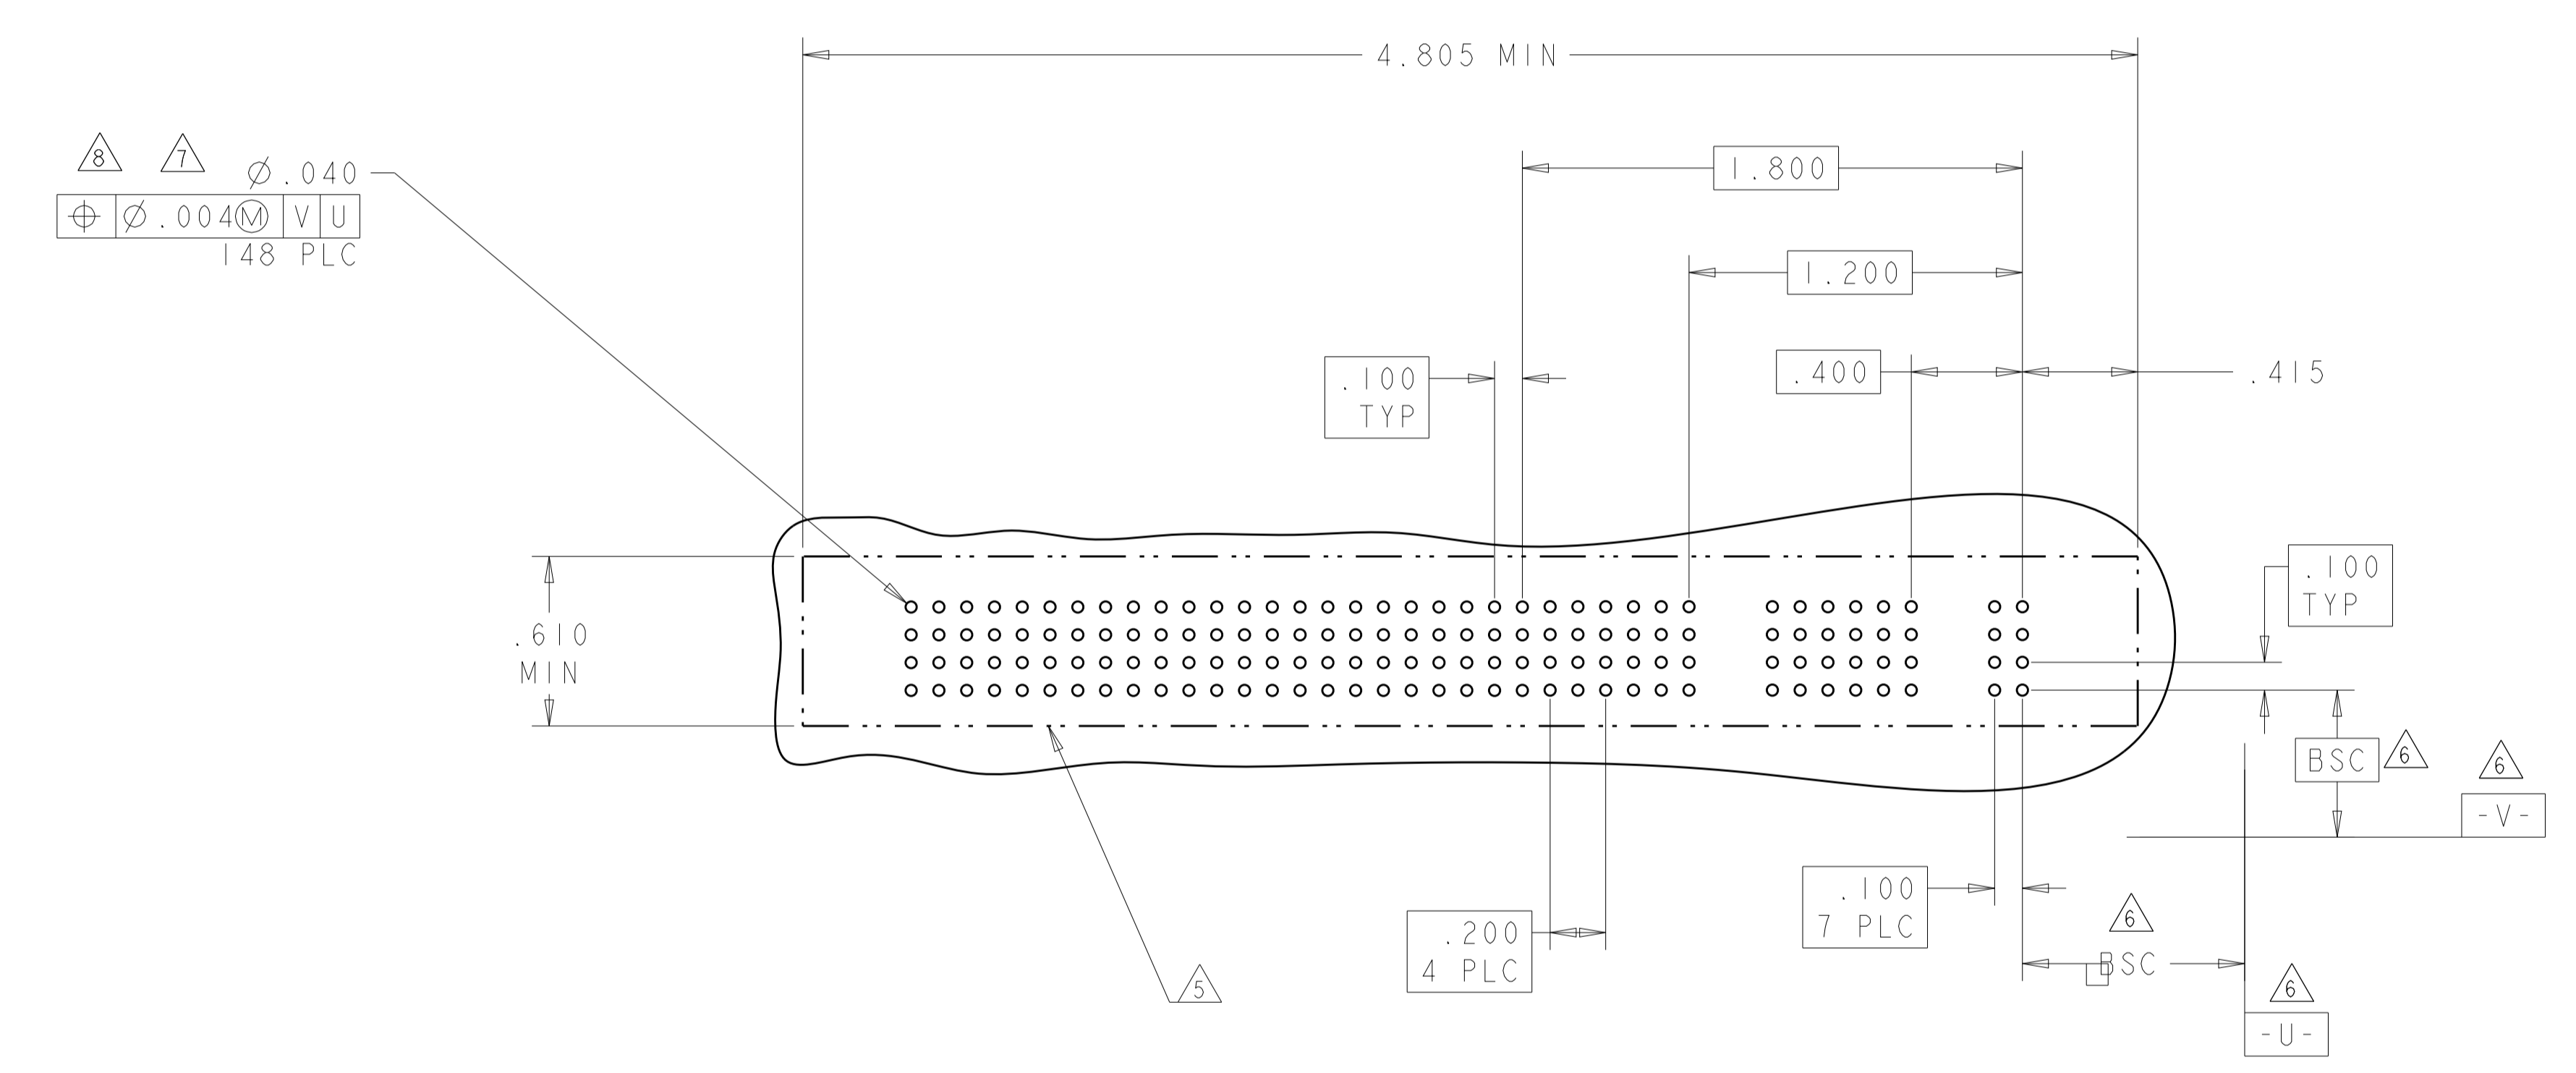 4.805 MIN
8 7 Ø.040
⌖ Ø.004Ⓜ V U
148 PLC
1.800
1.200
.100
TYP
.400
.415
.610
MIN
.100
TYP
BSC 6
6
-V-
.100
7 PLC
.200
4 PLC
6
BSC
5
6
-U-